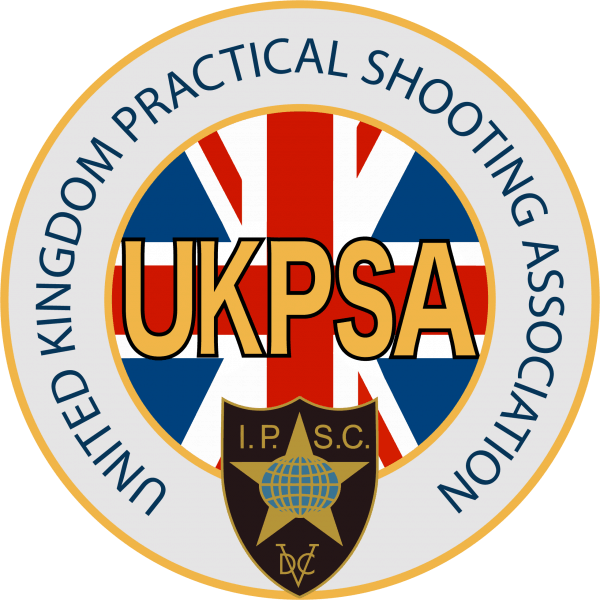 UNITED KINGDOM PRACTICAL SHOOTING ASSOCIATION
UKPSA
I.P.S.C.
DVC